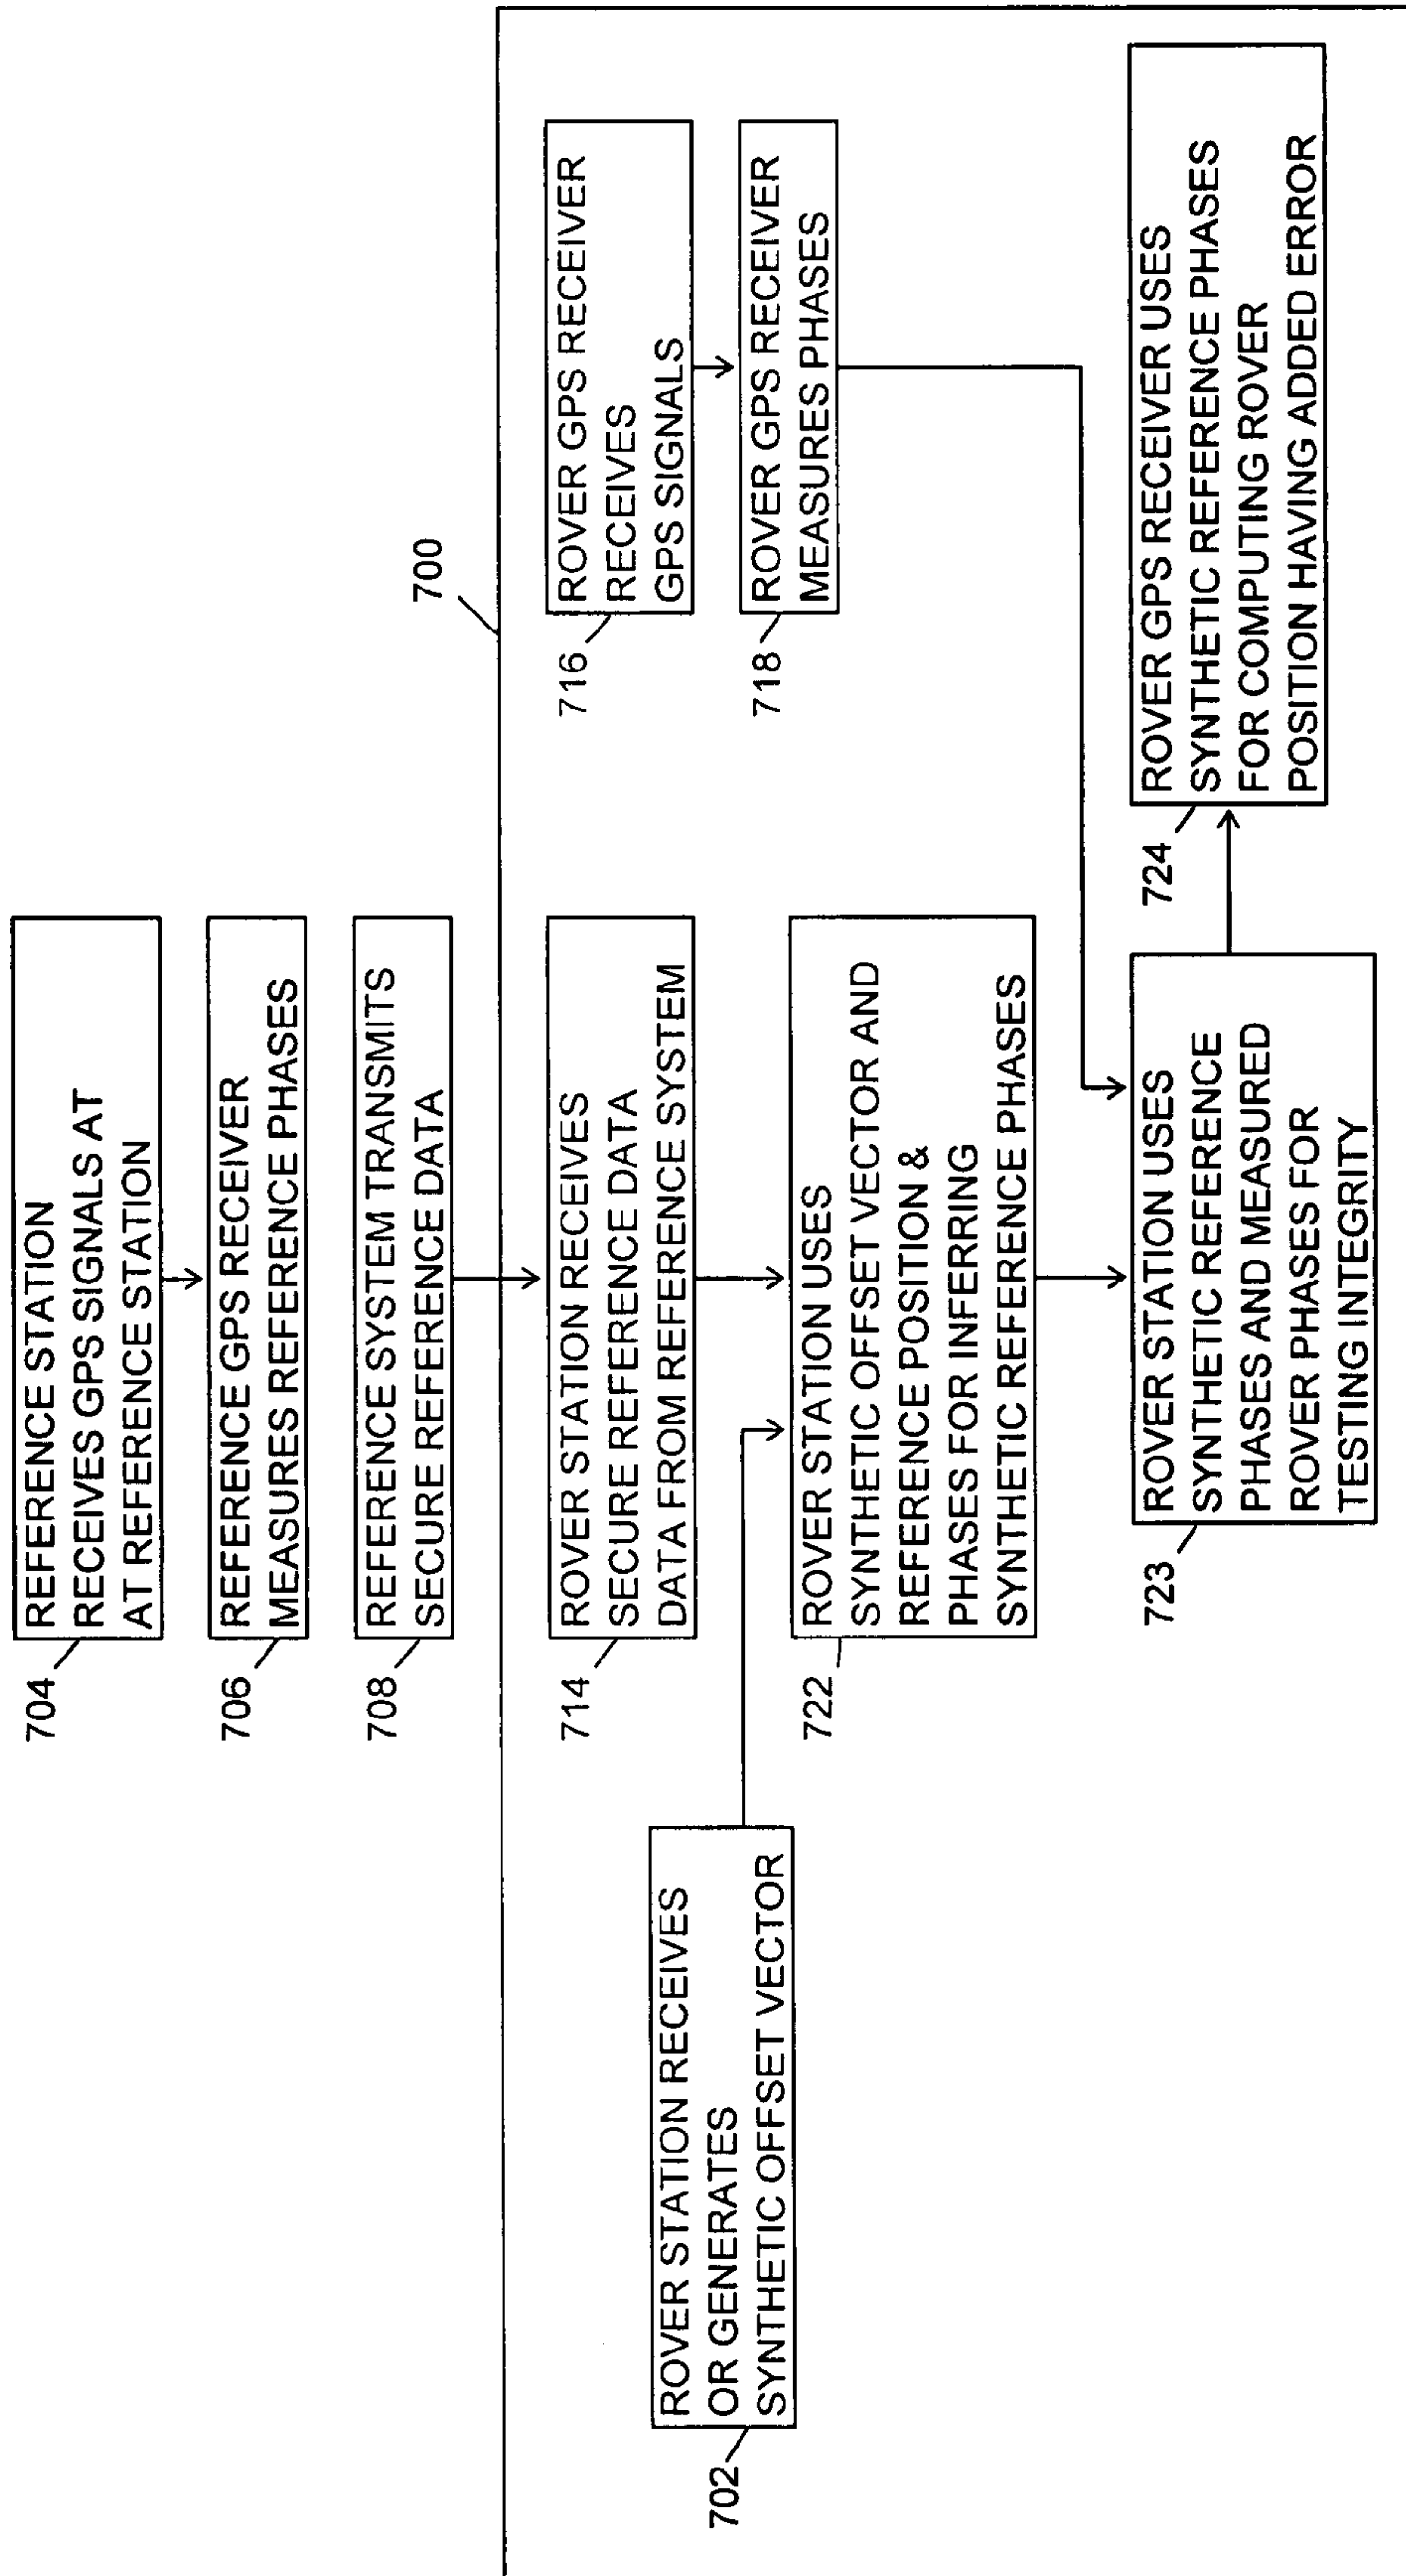 704
REFERENCE STATION
RECEIVES GPS SIGNALS AT
AT REFERENCE STATION
706
REFERENCE GPS RECEIVER
MEASURES REFERENCE PHASES
708
REFERENCE SYSTEM TRANSMITS
SECURE REFERENCE DATA
700
714
ROVER STATION RECEIVES
SECURE REFERENCE DATA
DATA FROM REFERENCE SYSTEM
716
ROVER GPS RECEIVER
RECEIVES
GPS SIGNALS
702
ROVER STATION RECEIVES
OR GENERATES
SYNTHETIC OFFSET VECTOR
718
ROVER GPS RECEIVER
MEASURES PHASES
722
ROVER STATION USES
SYNTHETIC OFFSET VECTOR AND
REFERENCE POSITION &
PHASES FOR INFERRING
SYNTHETIC REFERENCE PHASES
723
ROVER STATION USES
SYNTHETIC REFERENCE
PHASES AND MEASURED
ROVER PHASES FOR
TESTING INTEGRITY
724
ROVER GPS RECEIVER USES
SYNTHETIC REFERENCE PHASES
FOR COMPUTING ROVER
POSITION HAVING ADDED ERROR